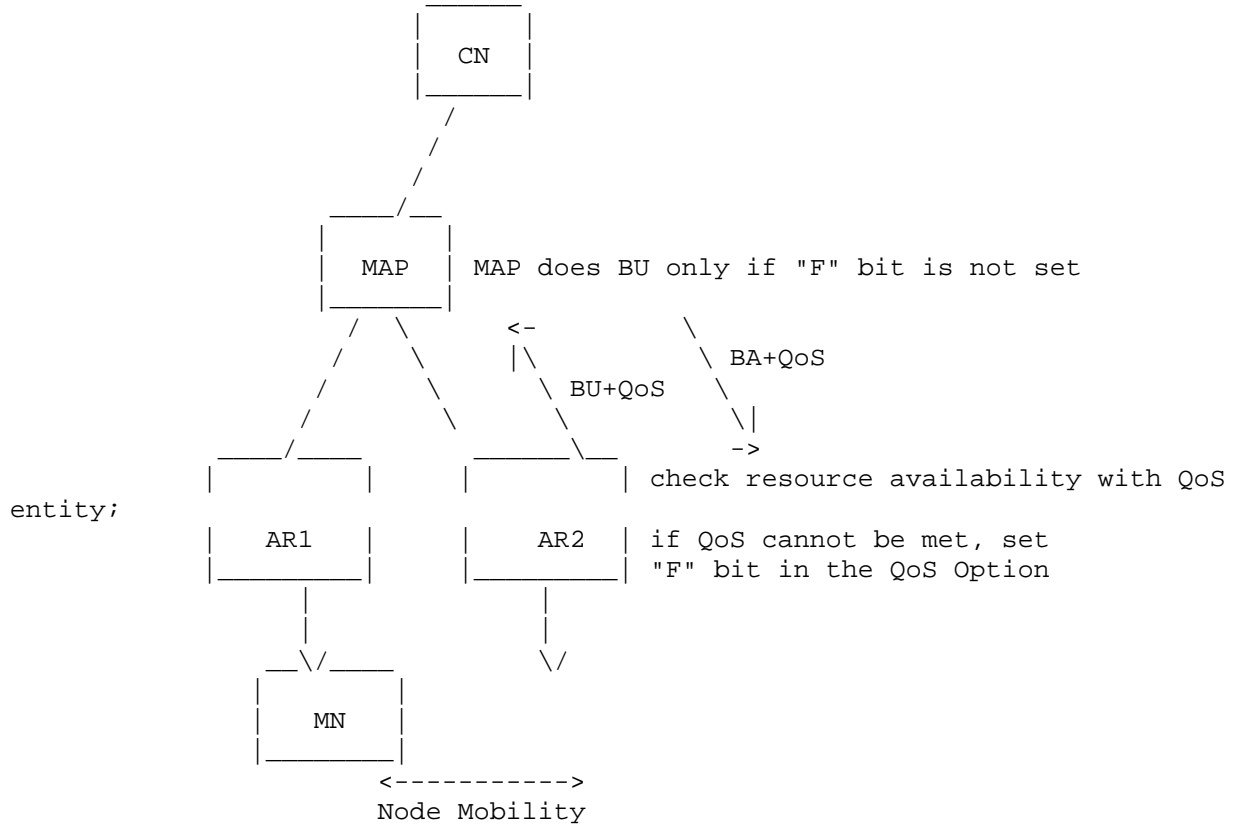 CN
MAP MAP does BU only if "F" bit is not set
<-
BA+QoS
BU+QoS
->
check resource availability with QoS
entity;
AR1 AR2 if QoS cannot be met, set
"F" bit in the QoS Option
MN
<----------->
Node Mobility